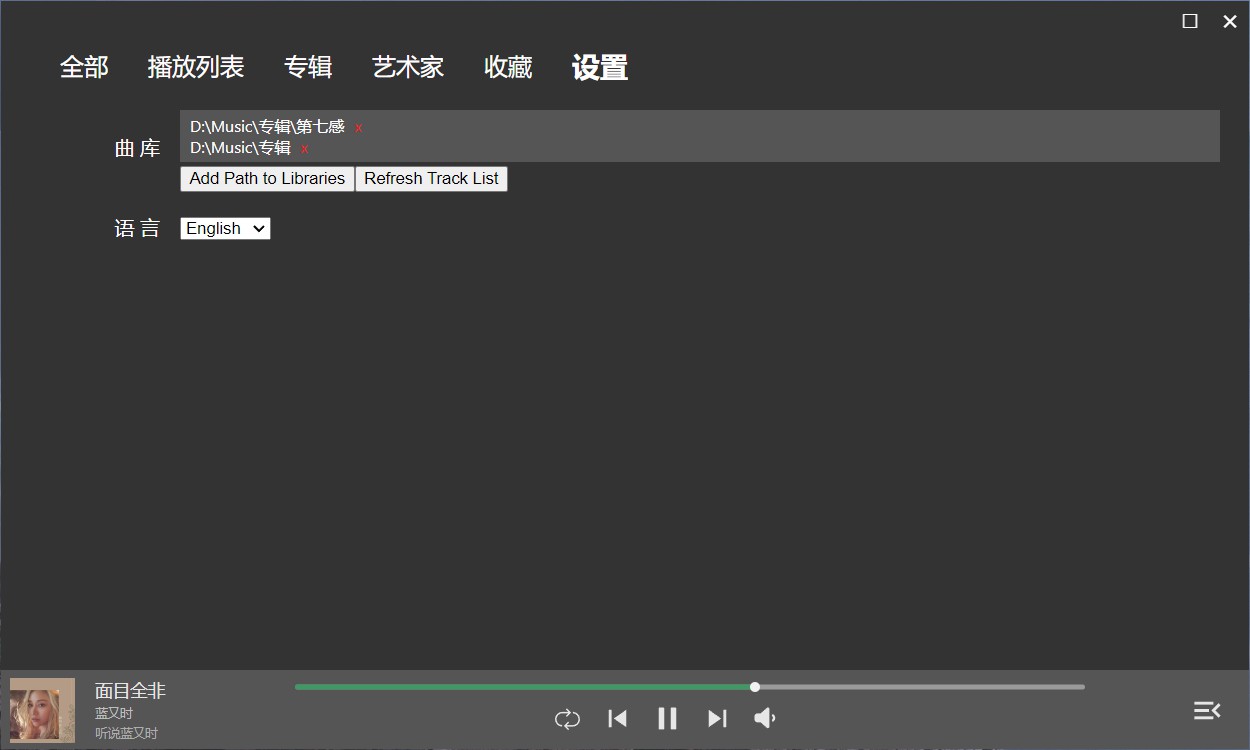 全部 播放列表 专辑 艺术家 收藏 设置
曲 库
D:\Music\专辑\第七感 x
D:\Music\专辑 x
Add Path to Libraries Refresh Track List
语 言 English
面目全非
蓝又时
听说蓝又时